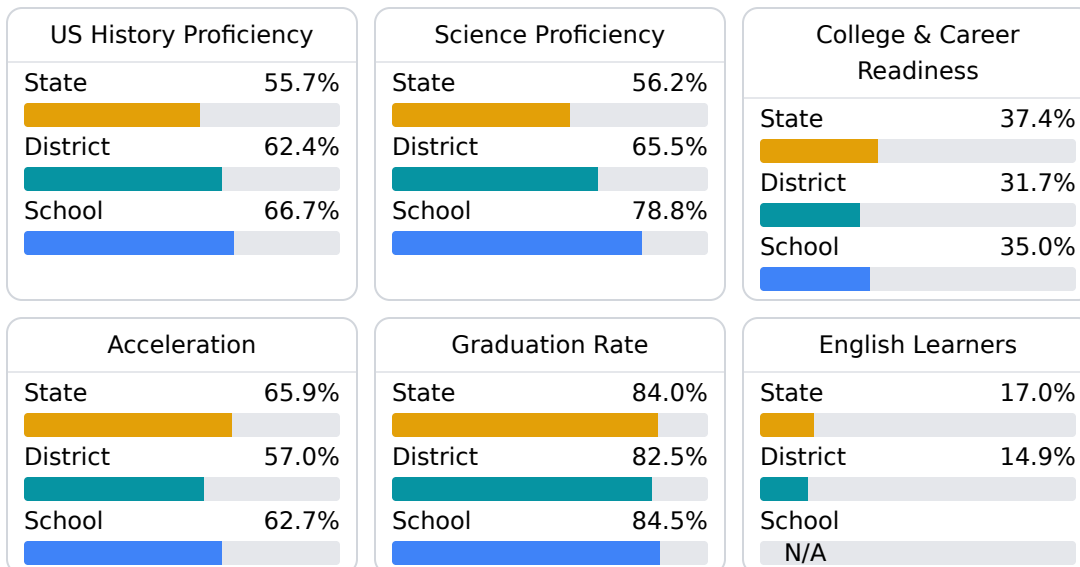 US History Proficiency
State 55.7%
District 62.4%
School 66.7%
Science Proficiency
State 56.2%
District 65.5%
School 78.8%
College & Career
Readiness
State 37.4%
District 31.7%
School 35.0%
Acceleration
State 65.9%
District 57.0%
School 62.7%
Graduation Rate
State 84.0%
District 82.5%
School 84.5%
English Learners
State 17.0%
District 14.9%
School
N/A